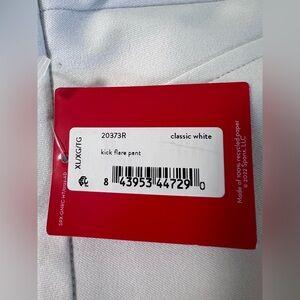 20373R classic white
XL/XG/TG
kick flare pant
8 43953 44729 0
Made of 100% recycled paper
© 2022 Spanx, LLC